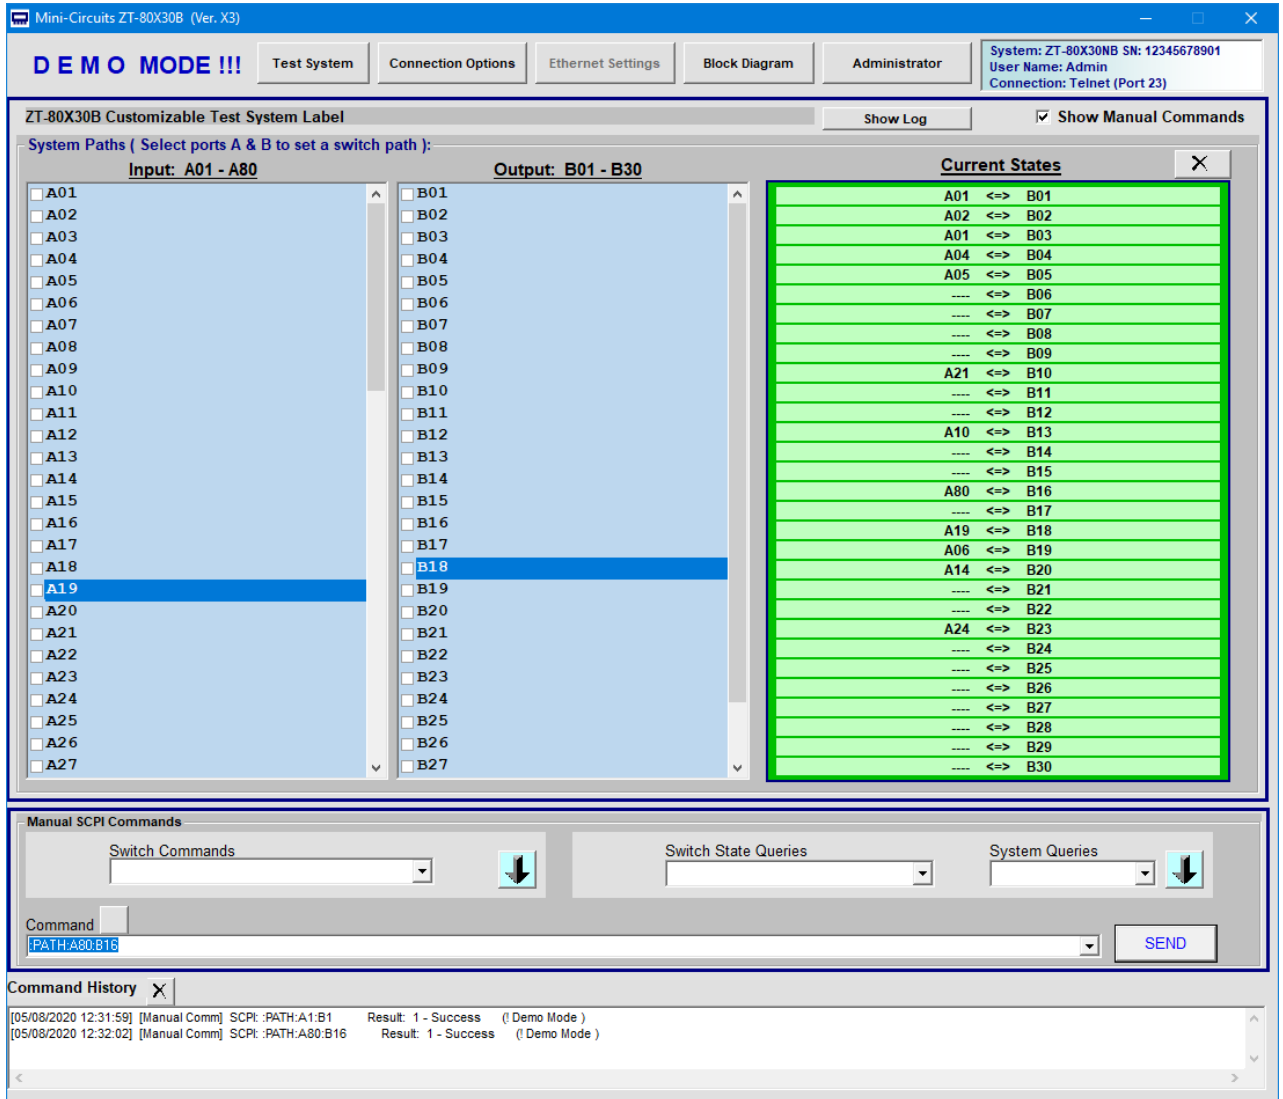 Mini-Circuits ZT-80X30B (Ver. X3)
D E M O MODE !!!
Test System
Connection Options
Ethernet Settings
Block Diagram
Administrator
System: ZT-80X30NB SN: 12345678901
User Name: Admin
Connection: Telnet (Port 23)
ZT-80X30B Customizable Test System Label
Show Log
Show Manual Commands
System Paths ( Select ports A & B to set a switch path ):
Input: A01 - A80
A01
A02
A03
A04
A05
A06
A07
A08
A09
A10
A11
A12
A13
A14
A15
A16
A17
A18
A19
A20
A21
A22
A23
A24
A25
A26
A27
Output: B01 - B30
B01
B02
B03
B04
B05
B06
B07
B08
B09
B10
B11
B12
B13
B14
B15
B16
B17
B18
B19
B20
B21
B22
B23
B24
B25
B26
B27
Current States
X
A01 <=> B01
A02 <=> B02
A01 <=> B03
A04 <=> B04
A05 <=> B05
---- <=> B06
---- <=> B07
---- <=> B08
---- <=> B09
A21 <=> B10
---- <=> B11
---- <=> B12
A10 <=> B13
---- <=> B14
---- <=> B15
A80 <=> B16
---- <=> B17
A19 <=> B18
A06 <=> B19
A14 <=> B20
---- <=> B21
---- <=> B22
A24 <=> B23
---- <=> B24
---- <=> B25
---- <=> B26
---- <=> B27
---- <=> B28
---- <=> B29
---- <=> B30
Manual SCPI Commands
Switch Commands
Switch State Queries
System Queries
Command
:PATH:A80:B16
SEND
Command History X
[05/08/2020 12:31:59] [Manual Comm] SCPI: :PATH:A1:B1 Result: 1 - Success (! Demo Mode )
[05/08/2020 12:32:02] [Manual Comm] SCPI: :PATH:A80:B16 Result: 1 - Success (! Demo Mode )